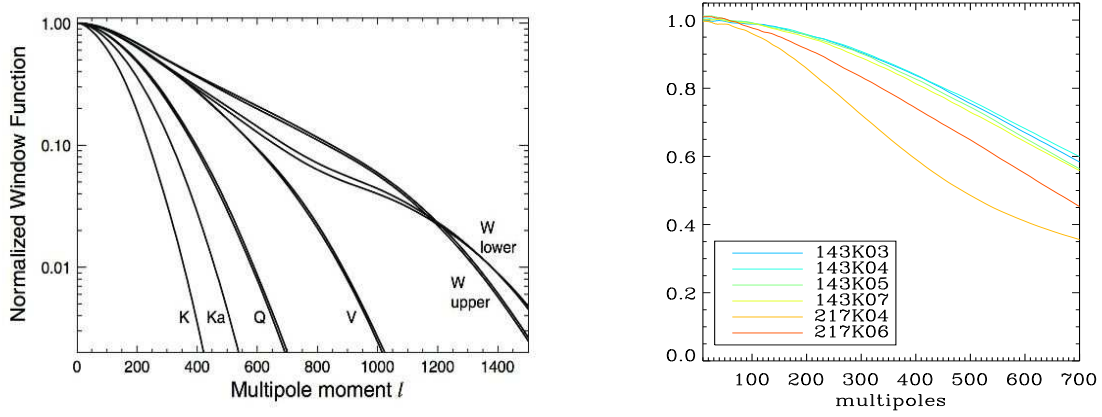 Normalized Window Function
1.00
0.10
0.01
K
Ka
Q
V
W
lower
W
upper
0
200
400
600
800
1000
1200
1400
Multipole moment l
1.0
0.8
0.6
0.4
0.2
0.0
143K03
143K04
143K05
143K07
217K04
217K06
100
200
300
400
500
600
700
multipoles